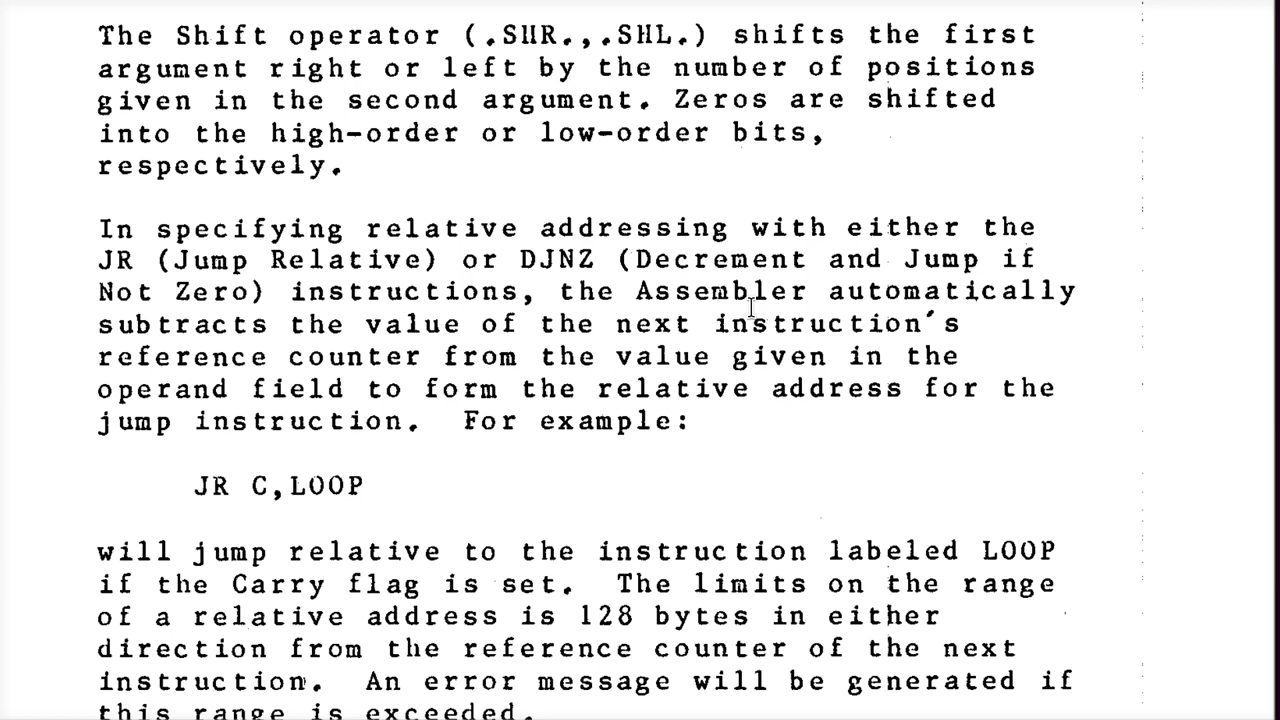 The Shift operator (.SHR.,.SHL.) shifts the first
argument right or left by the number of positions
given in the second argument. Zeros are shifted
into the high-order or low-order bits,
respectively.
In specifying relative addressing with either the
JR (Jump Relative) or DJNZ (Decrement and Jump if
Not Zero) instructions, the Assembler automatically
subtracts the value of the next instruction's
reference counter from the value given in the
operand field to form the relative address for the
jump instruction.  For example:
JR C,LOOP
will jump relative to the instruction labeled LOOP
if the Carry flag is set.  The limits on the range
of a relative address is 128 bytes in either
direction from the reference counter of the next
instruction.  An error message will be generated if
this range is exceeded.